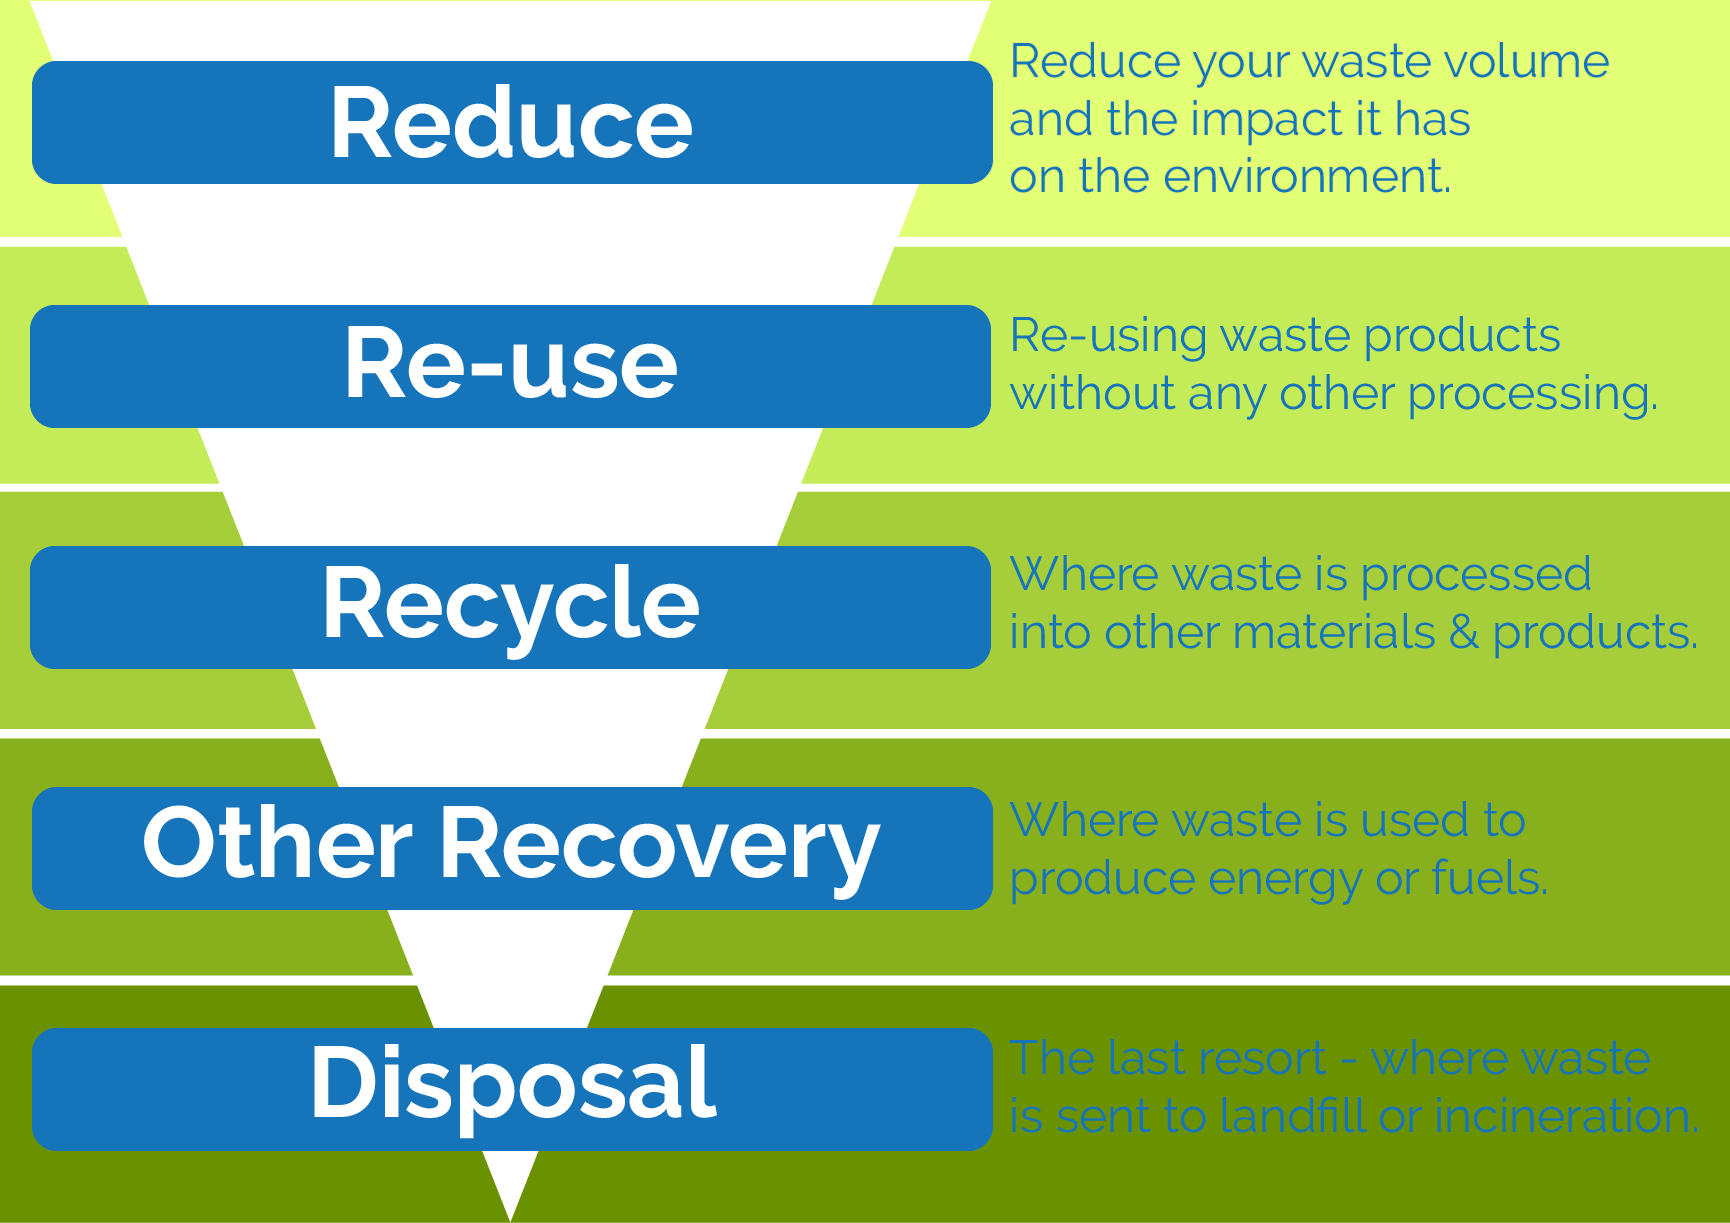 Reduce
Reduce your waste volume
and the impact it has
on the environment.
Re-use
Re-using waste products
without any other processing.
Recycle
Where waste is processed
into other materials & products.
Other Recovery
Where waste is used to
produce energy or fuels.
Disposal
The last resort - where waste
is sent to landfill or incineration.